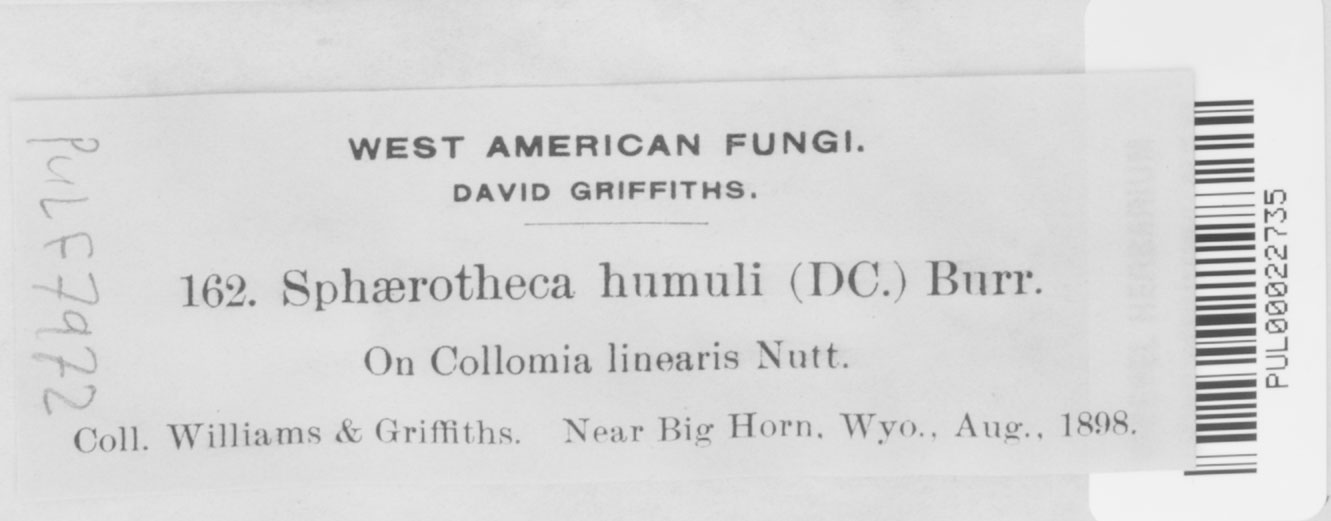 WEST AMERICAN FUNGI.
DAVID GRIFFITHS.
162. Sphærotheca humuli (DC.) Burr.
On Collomia linearis Nutt.
Coll. Williams & Griffiths. Near Big Horn, Wyo., Aug., 1898.
PUL F7972
PUL00022735